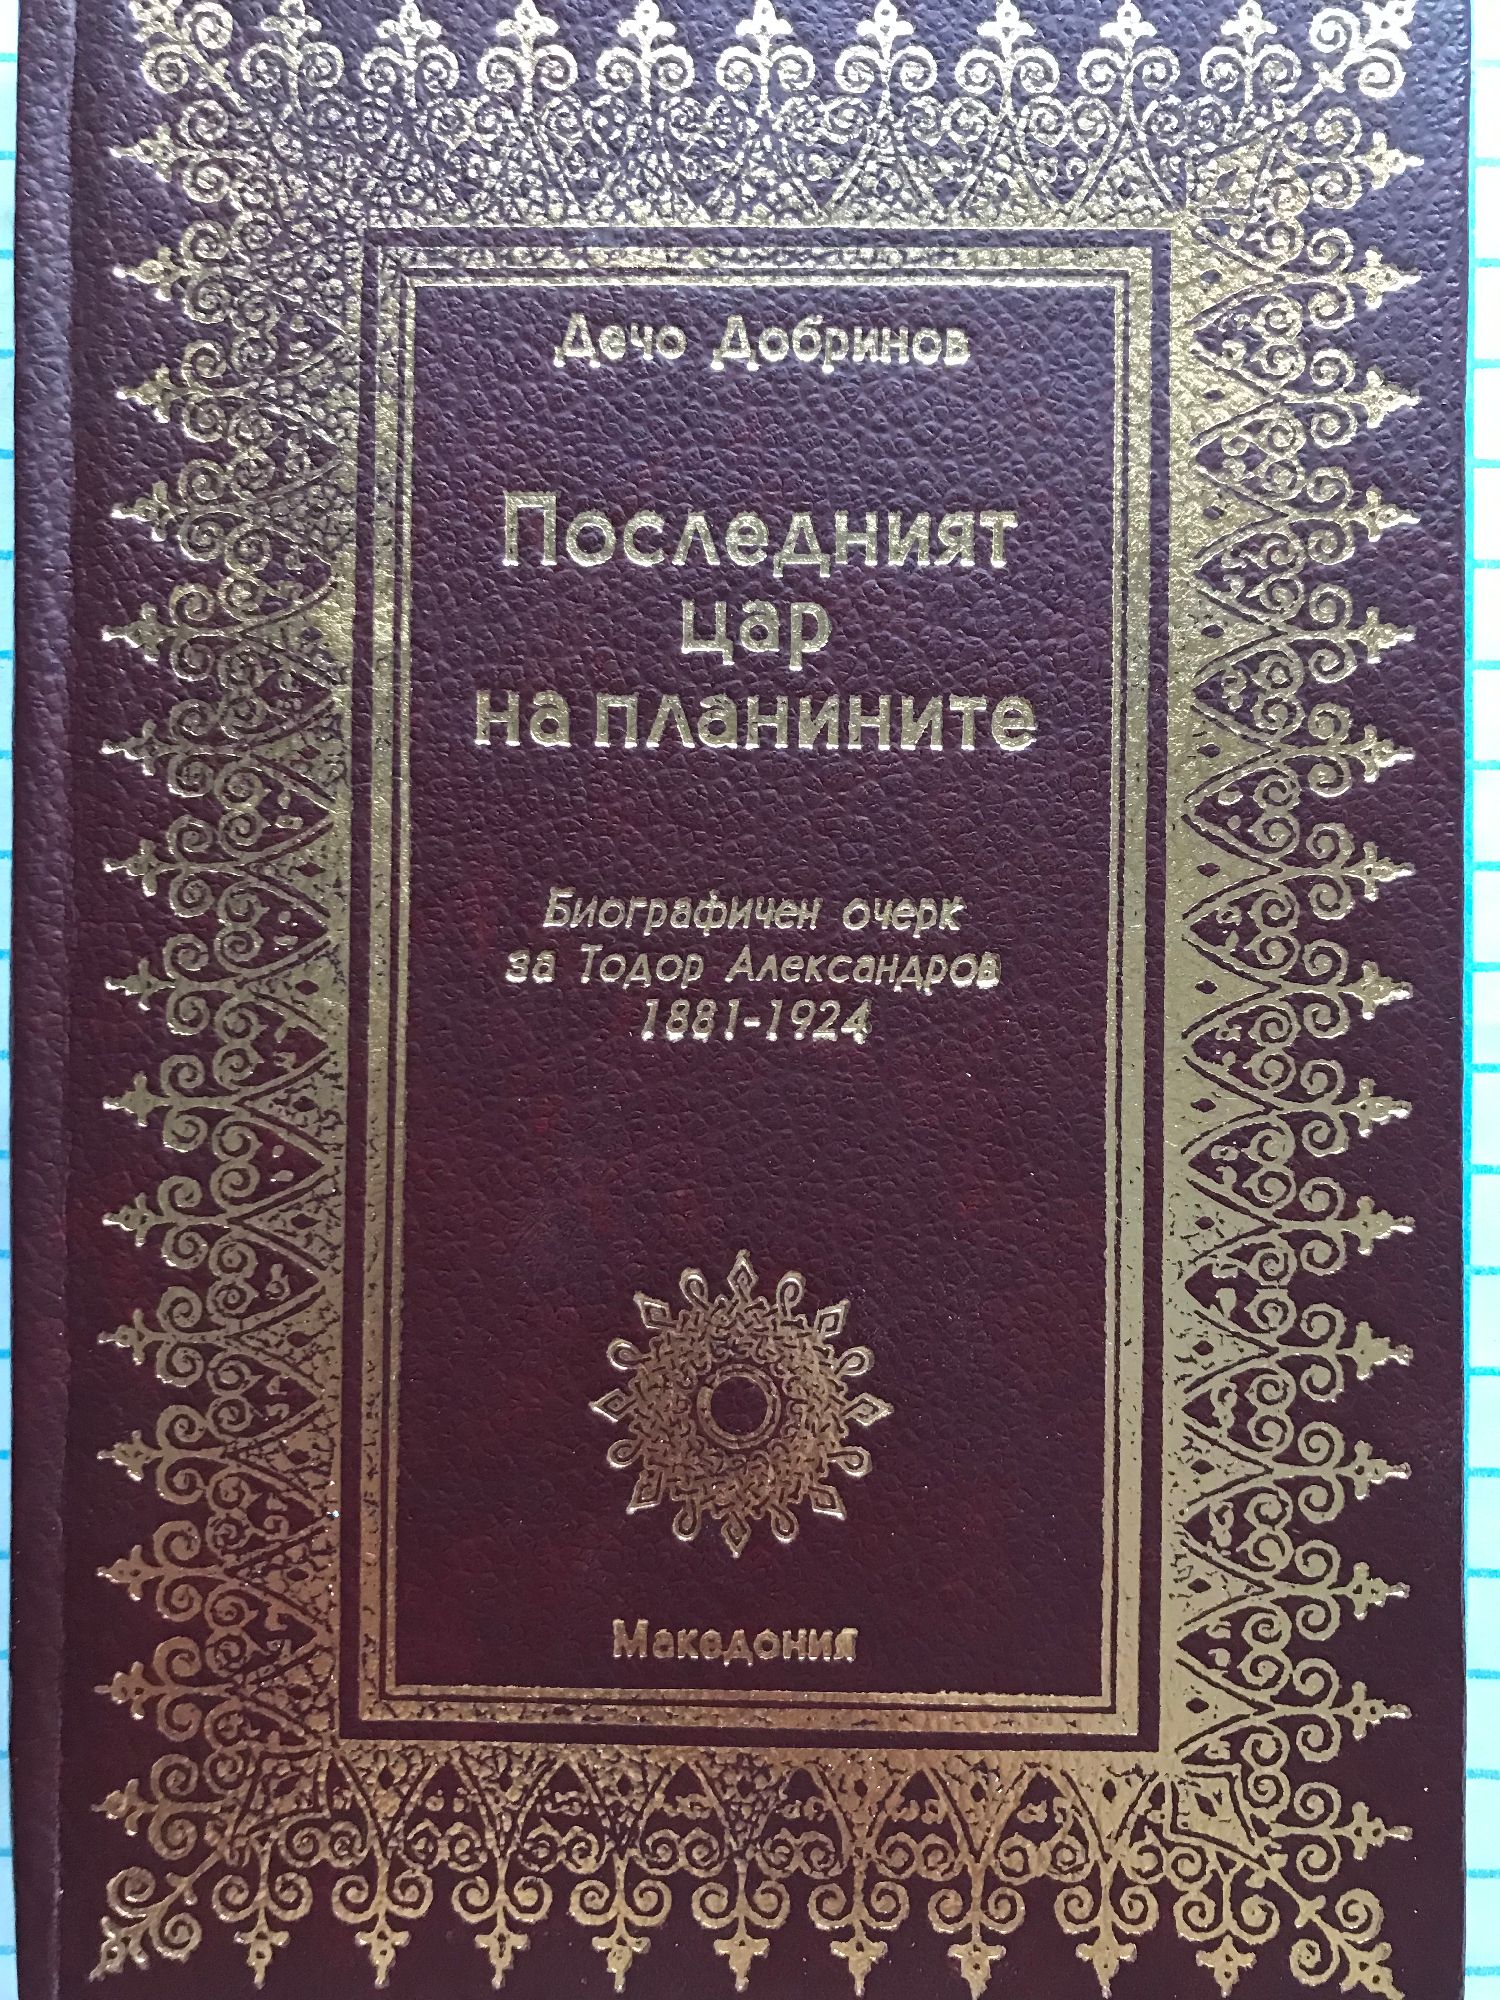 Дечо Добринов
Последният
цар
на планините
Биографичен очерк
за Тодор Александров
1881-1924
Македония